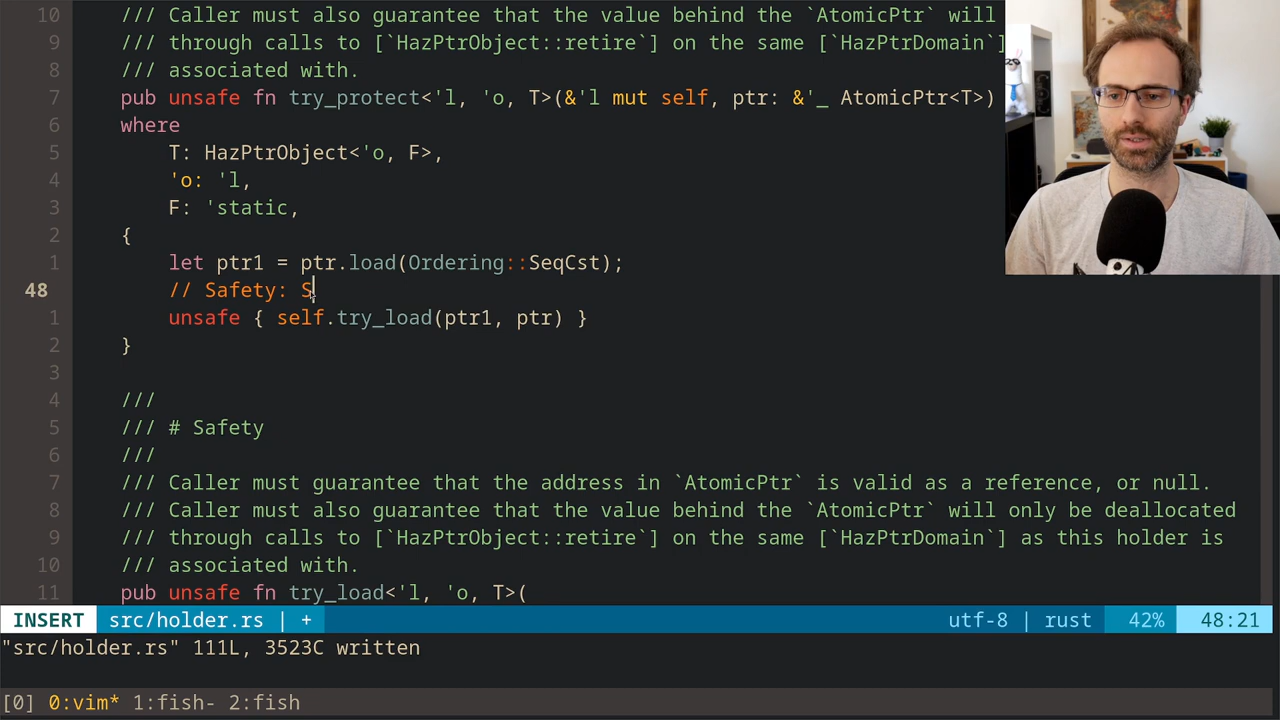 10 /// Caller must also guarantee that the value behind the `AtomicPtr` will
9 /// through calls to [`HazPtrObject::retire`] on the same [`HazPtrDomain`]
8 /// associated with.
7 pub unsafe fn try_protect<'l, 'o, T>(&'l mut self, ptr: &'_ AtomicPtr<T>)
6 where
5 T: HazPtrObject<'o, F>,
4 'o: 'l,
3 F: 'static,
2 {
1 let ptr1 = ptr.load(Ordering::SeqCst);
48 // Safety: S
1 unsafe { self.try_load(ptr1, ptr) }
2 }
3
4 ///
5 /// # Safety
6 ///
7 /// Caller must guarantee that the address in `AtomicPtr` is valid as a reference, or null.
8 /// Caller must also guarantee that the value behind the `AtomicPtr` will only be deallocated
9 /// through calls to [`HazPtrObject::retire`] on the same [`HazPtrDomain`] as this holder is
10 /// associated with.
11 pub unsafe fn try_load<'l, 'o, T>(
INSERT src/holder.rs | + utf-8 | rust 42% 48:21
"src/holder.rs" 111L, 3523C written
[0] 0:vim* 1:fish- 2:fish